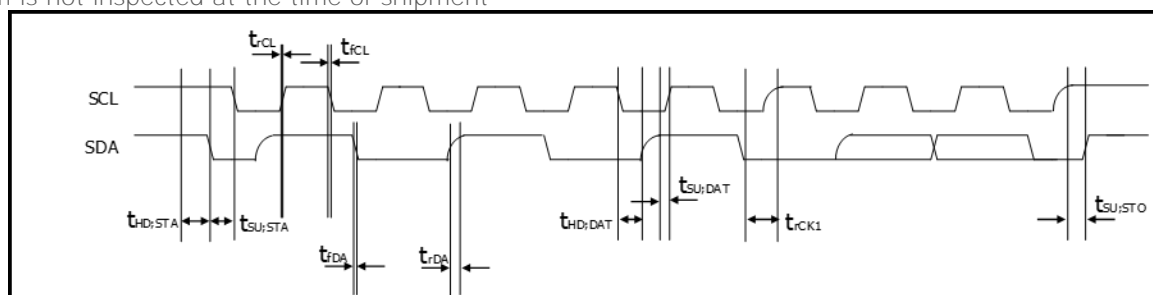 is not inspected at the time of shipment
trCL
tfCL
SCL
SDA
tHD;STA
tSU;STA
tfDA
trDA
tHD;DAT
tSU;DAT
trCK1
tSU;STO